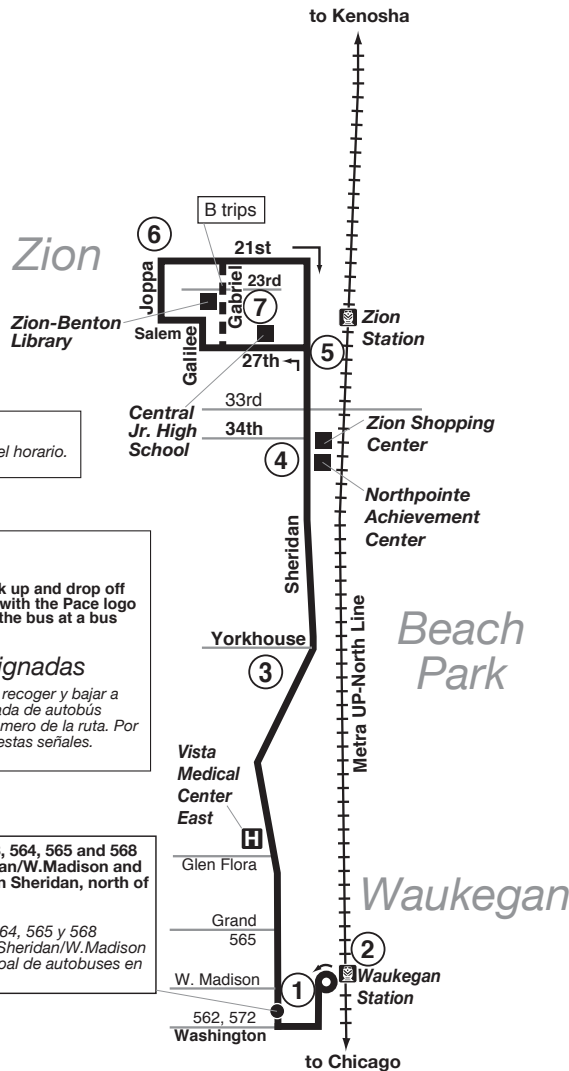 to Kenosha
B trips
6
21st
Zion
Joppa
Gabriel
23rd
7
Zion-Benton
Library
Salem
Galilee
Zion
Station
5
27th
Central
Jr. High
School
33rd
34th
Zion Shopping
Center
4
el horario.
Northpointe
Achievement
Center
Sheridan
k up and drop off
with the Pace logo
the bus at a bus
Beach
Park
Yorkhouse
ignadas
recoger y bajar a
ada de autobús
mero de la ruta. Por
estas señales.
3
Metra UP-North Line
Vista
Medical
Center
East
H
Glen Flora
, 564, 565 and 568
an/W.Madison and
n Sheridan, north of
Waukegan
Grand
565
64, 565 y 568
Sheridan/W.Madison
pal de autobuses en
2
W. Madison
1
Waukegan
Station
562, 572
Washington
to Chicago